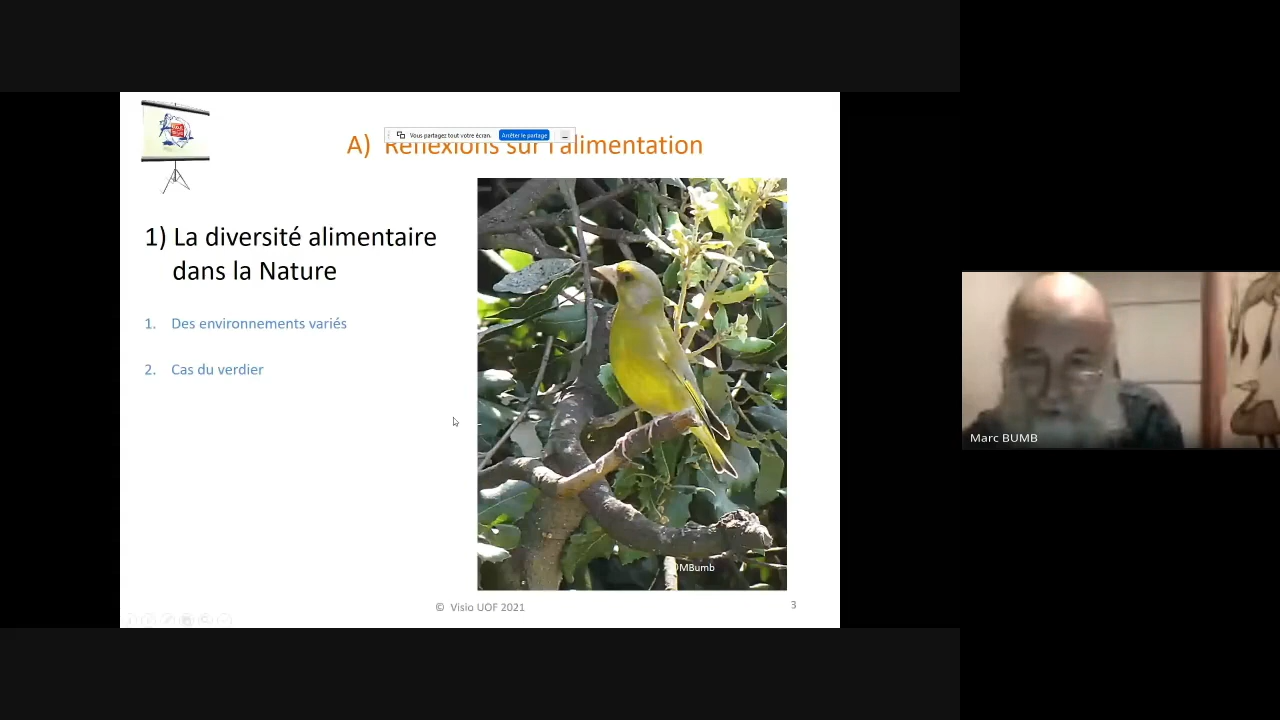 Vous partagez tout votre écran.
Arrêter le partage
A) Réflexions sur l'alimentation
1) La diversité alimentaire
dans la Nature
1. Des environnements variés
2. Cas du verdier
MBumb
© Visio UOF 2021
3
Marc BUMB